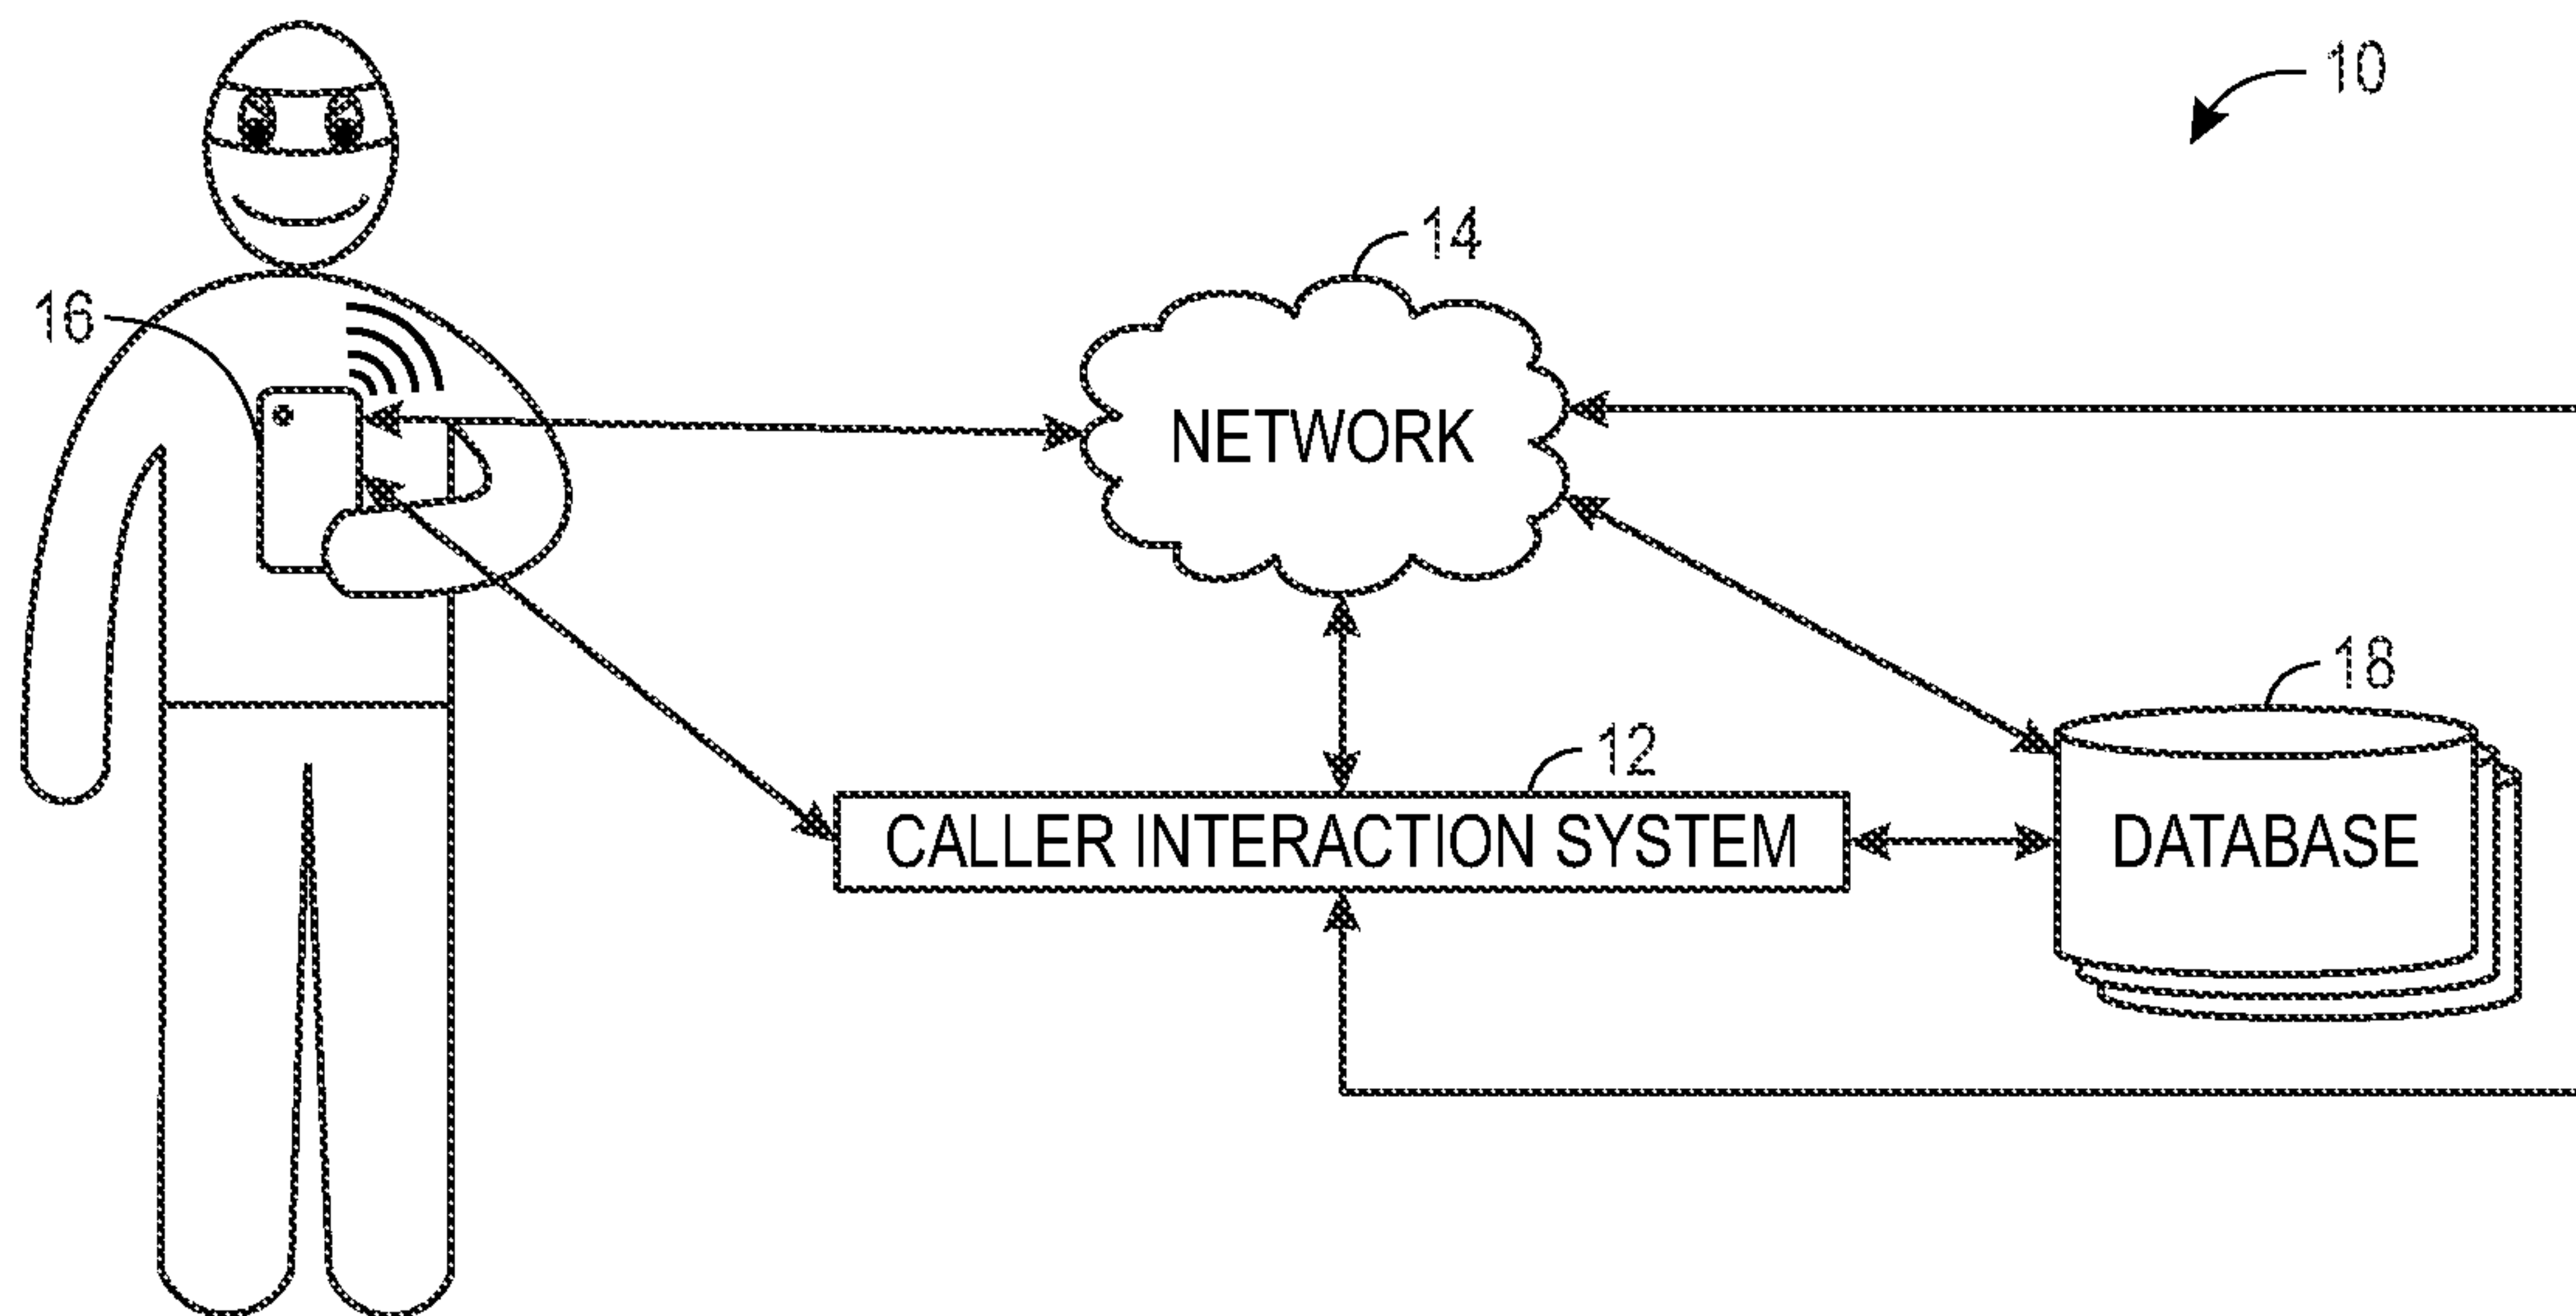 10
14
16
NETWORK
18
12
CALLER INTERACTION SYSTEM
DATABASE